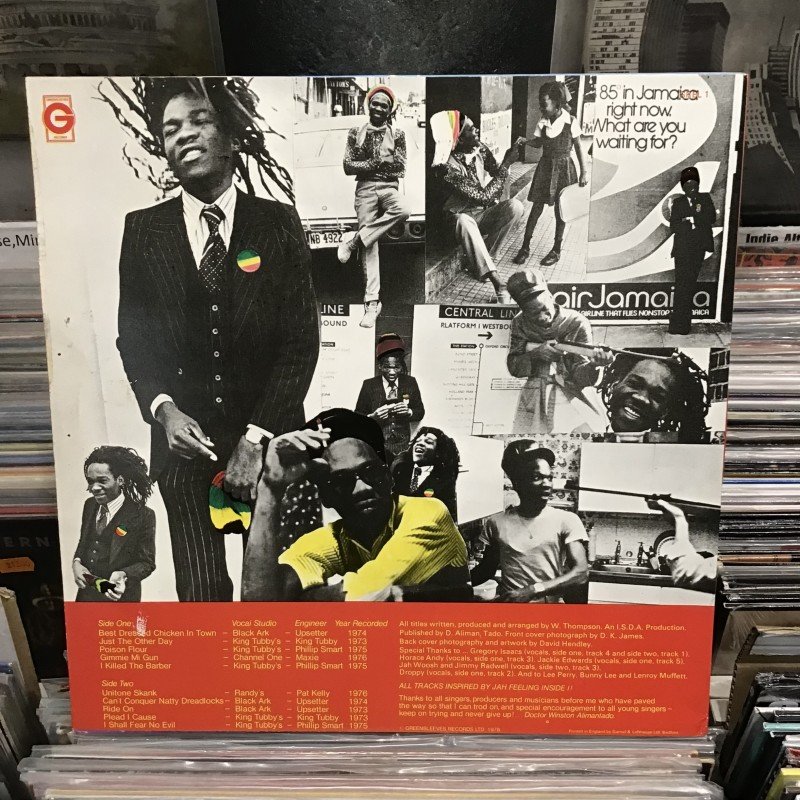 G
85° in Jamaica
right now.
What are you
waiting for?
air Jamaica
AIRLINE THAT FLIES NONSTOP
NB 4922
LINE
BOUND
CENTRAL LIN
PLATFORM 1 WESTBOU
se,Mini
Indie Alt
ERN
Side One Vocal Studio Engineer Year Recorded
Best Dressed Chicken In Town – Black Ark – Upsetter 1974
Just The Other Day – King Tubby's – King Tubby 1973
Poison Flour – King Tubby's – Phillip Smart 1975
Gimmie Mi Gun – Channel One – Maxie 1976
I Killed The Barber – King Tubby's – Phillip Smart 1975
Side Two
Unitone Skank – Randy's – Pat Kelly 1976
Can't Conquer Natty Dreadlocks – Black Ark – Upsetter 1974
Ride On – Black Ark – Upsetter 1973
Plead I Cause – King Tubby's – King Tubby 1973
I Shall Fear No Evil – King Tubby's – Phillip Smart 1975
All titles written, produced and arranged by W. Thompson. An I.S.D.A. Production.
Published by D. Aliman, Tado. Front cover photograph by D. K. James.
Back cover photography and artwork by David Hendley.
Special Thanks to ... Gregory Isaacs (vocals, side one, track 4 and side two, track 1),
Horace Andy (vocals, side one, track 3). Jackie Edwards (vocals, side one, track 5),
Jah Woosh and Jimmy Radwell (vocals, side two, track 3),
Droppy (vocals, side one, track 2). And to Lee Perry. Bunny Lee and Lenroy Muffett.
ALL TRACKS INSPIRED BY JAH FEELING INSIDE !!
Thanks to all singers, producers and musicians before me who have paved
the way so that I can trod on, and special encouragement to all young singers –
keep on trying and never give up! Doctor Winston Alimantado.
© GREENSLEEVES RECORDS LTD. 1978